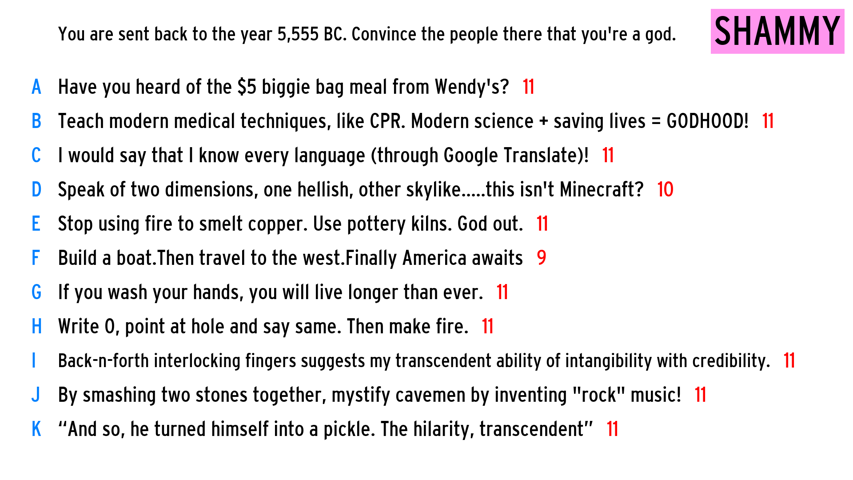 You are sent back to the year 5,555 BC. Convince the people there that you're a god.
SHAMMY
A Have you heard of the $5 biggie bag meal from Wendy's? 11
B Teach modern medical techniques, like CPR. Modern science + saving lives = GODHOOD! 11
C I would say that I know every language (through Google Translate)! 11
D Speak of two dimensions, one hellish, other skylike.....this isn't Minecraft? 10
E Stop using fire to smelt copper. Use pottery kilns. God out. 11
F Build a boat.Then travel to the west.Finally America awaits 9
G If you wash your hands, you will live longer than ever. 11
H Write 0, point at hole and say same. Then make fire. 11
I Back-n-forth interlocking fingers suggests my transcendent ability of intangibility with credibility. 11
J By smashing two stones together, mystify cavemen by inventing "rock" music! 11
K “And so, he turned himself into a pickle. The hilarity, transcendent” 11